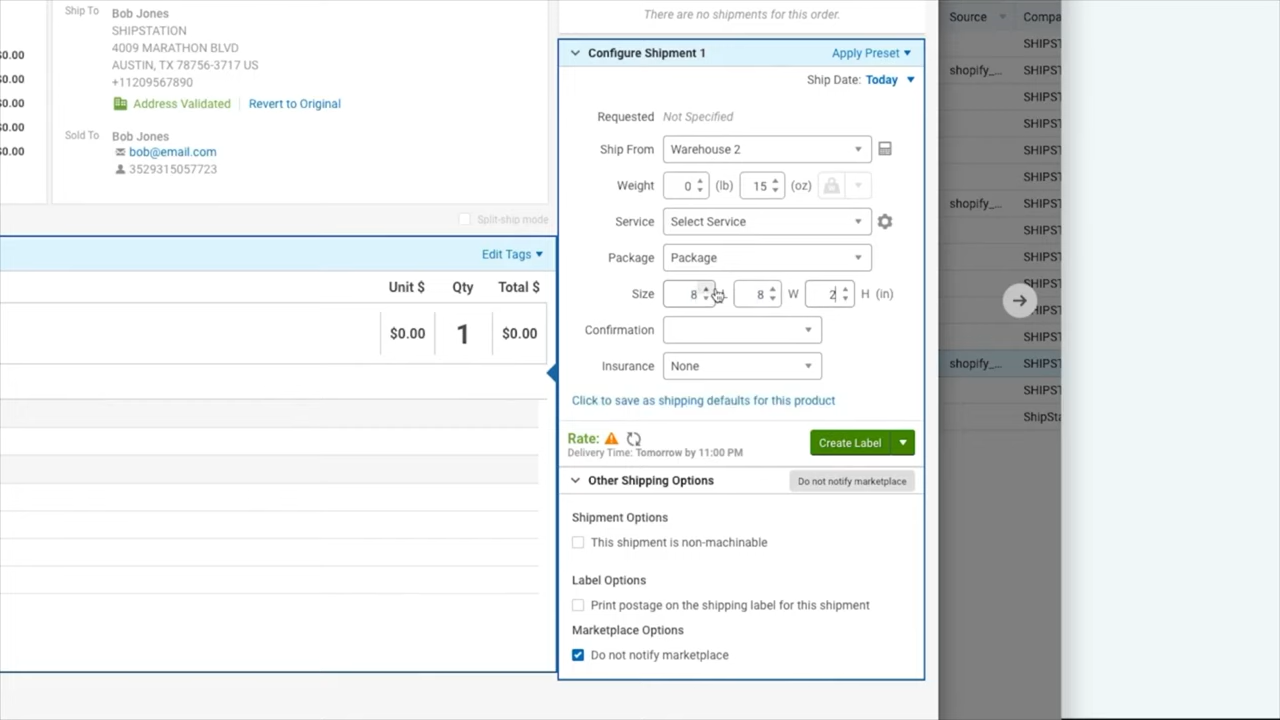 There are no shipments for this order.
Ship To
Bob Jones
SHIPSTATION
4009 MARATHON BLVD
AUSTIN, TX 78756-3717 US
+11209567890
Address Validated
Revert to Original
Sold To
Bob Jones
bob@email.com
3529315057723
$0.00
$0.00
$0.00
$0.00
$0.00
Split-ship mode
Edit Tags
Unit $ Qty Total $
$0.00 1 $0.00
Configure Shipment 1
Apply Preset
Ship Date: Today
Requested Not Specified
Ship From Warehouse 2
Weight 0 (lb) 15 (oz)
Service Select Service
Package Package
Size 8 L 8 W 2 H (in)
Confirmation
Insurance None
Click to save as shipping defaults for this product
Rate:
Delivery Time: Tomorrow by 11:00 PM
Create Label
Other Shipping Options
Do not notify marketplace
Shipment Options
This shipment is non-machinable
Label Options
Print postage on the shipping label for this shipment
Marketplace Options
Do not notify marketplace
Source Compa
SHIPST
shopify_... SHIPST
SHIPST
SHIPST
SHIPST
SHIPST
shopify_... SHIPST
SHIPST
SHIPST
SHIPST
SHIPST
SHIPST
shopify_... SHIPST
SHIPST
ShipSta